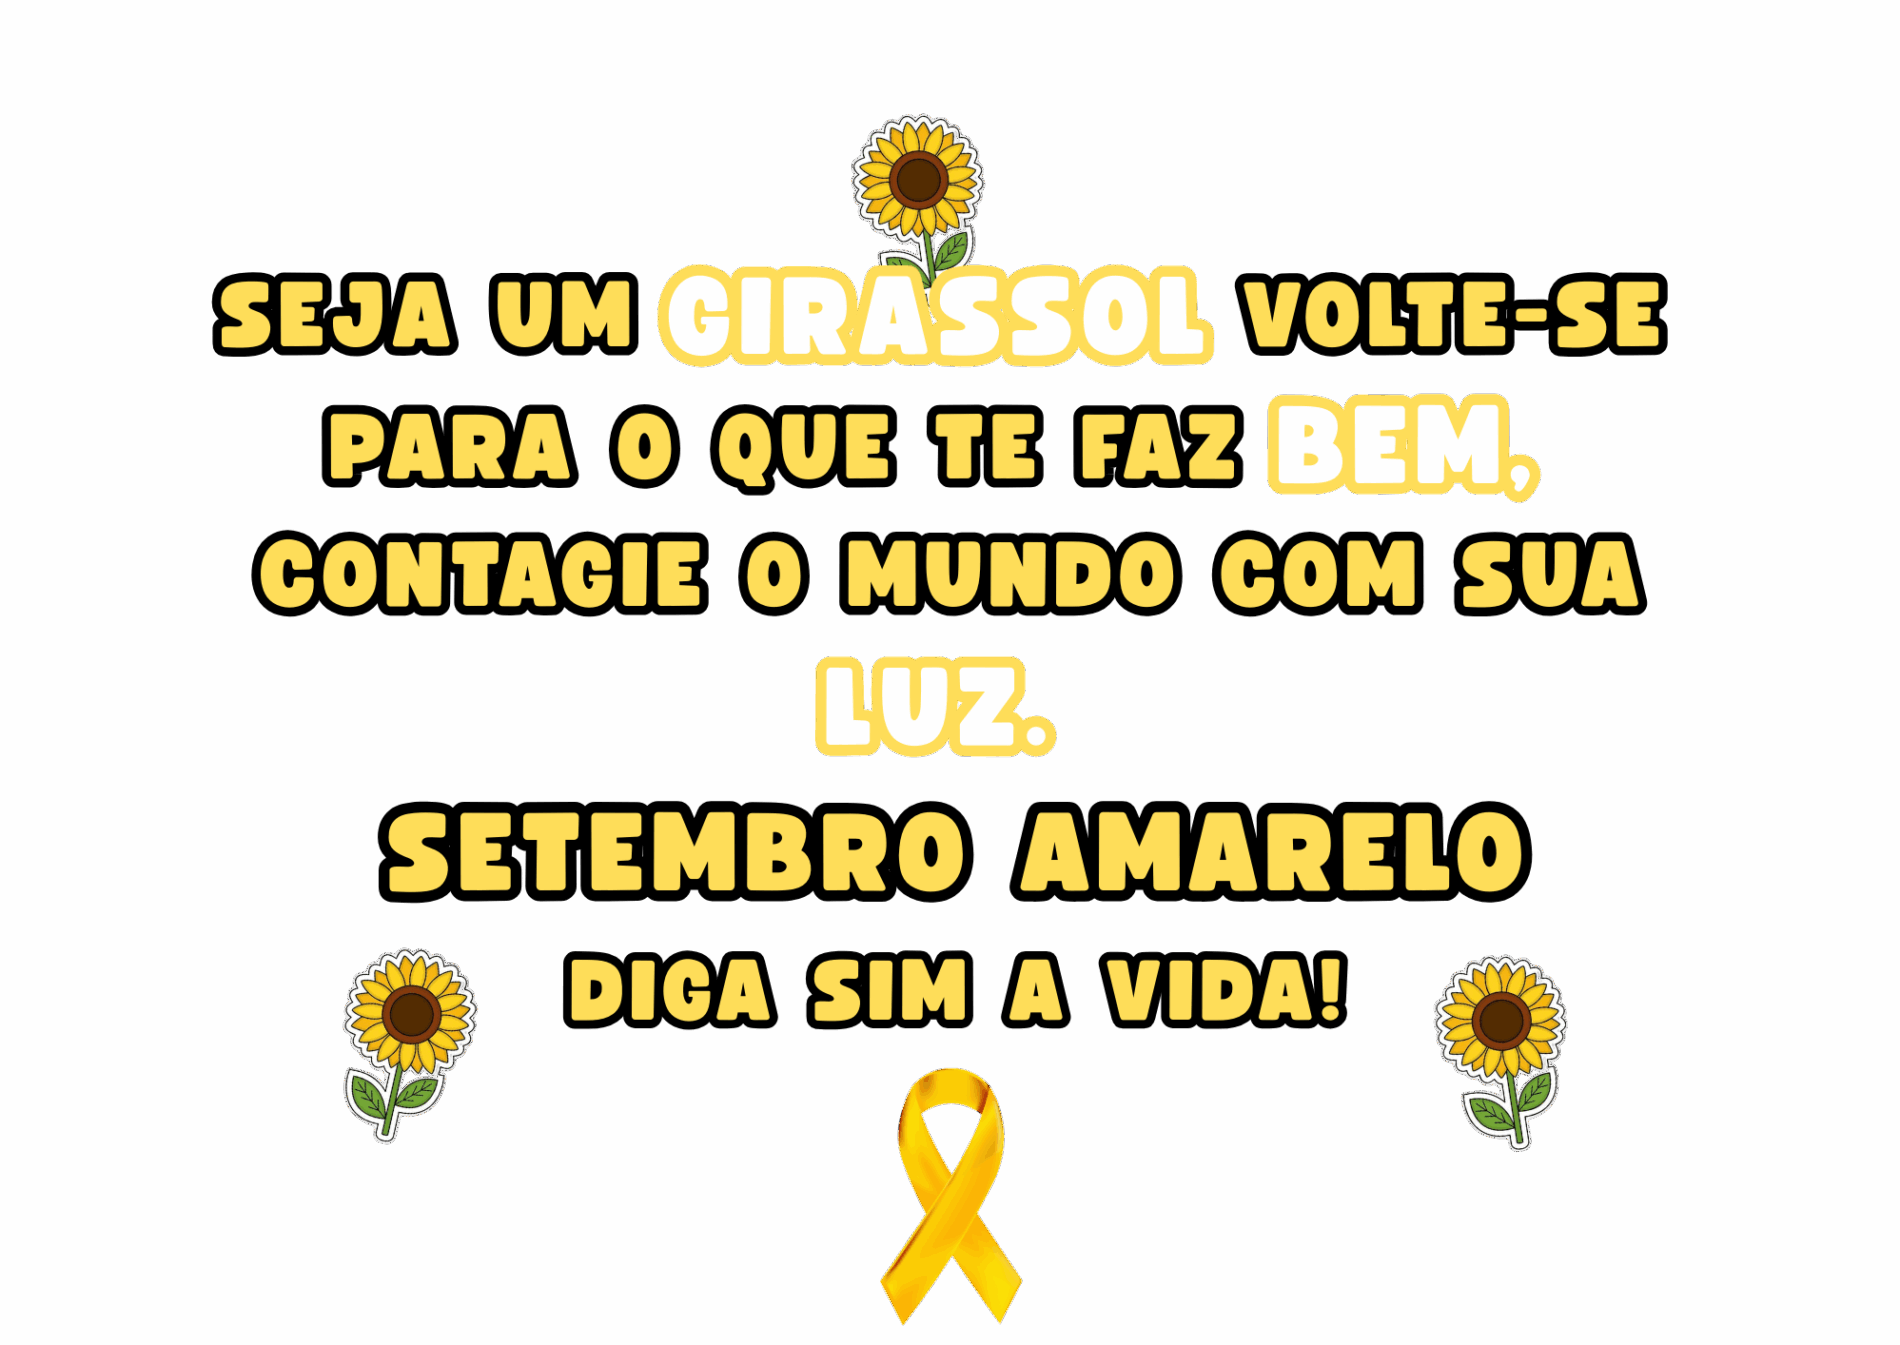 SEJA UM GIRASSOL VOLTE-SE
PARA O QUE TE FAZ BEM,
CONTAGIE O MUNDO COM SUA
LUZ.
SETEMBRO AMARELO
DIGA SIM A VIDA!